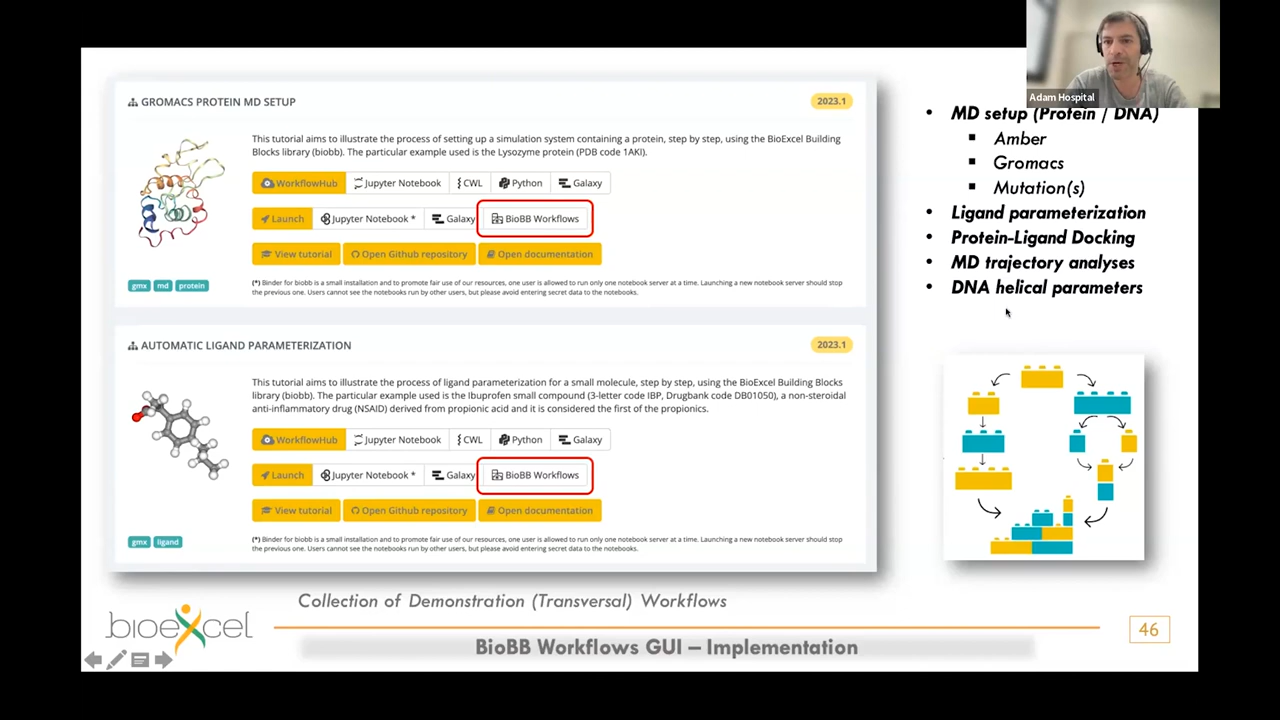 Adam Hospital
GROMACS PROTEIN MD SETUP
2023.1
This tutorial aims to illustrate the process of setting up a simulation system containing a protein, step by step, using the BioExcel Building
Blocks library (biobb). The particular example used is the Lysozyme protein (PDB code 1AKI).
WorkflowHub Jupyter Notebook CWL Python Galaxy
Launch Jupyter Notebook * Galaxy BioBB Workflows
View tutorial Open Github repository Open documentation
gmx md protein
(*) Binder for biobb is a small installation and to promote fair use of our resources, one user is allowed to run only one notebook server at a time. Launching a new notebook server should stop
the previous one. Users cannot see the notebooks run by other users, but please avoid entering secret data to the notebooks.
AUTOMATIC LIGAND PARAMETERIZATION
2023.1
This tutorial aims to illustrate the process of ligand parameterization for a small molecule, step by step, using the BioExcel Building Blocks
library (biobb). The particular example used is the Ibuprofen small compound (3-letter code IBP, Drugbank code DB01050), a non-steroidal
anti-inflammatory drug (NSAID) derived from propionic acid and it is considered the first of the propionics.
WorkflowHub Jupyter Notebook CWL Python Galaxy
Launch Jupyter Notebook * Galaxy BioBB Workflows
View tutorial Open Github repository Open documentation
gmx ligand
(*) Binder for biobb is a small installation and to promote fair use of our resources, one user is allowed to run only one notebook server at a time. Launching a new notebook server should stop
the previous one. Users cannot see the notebooks run by other users, but please avoid entering secret data to the notebooks.
• MD setup (Protein / DNA)
▪ Amber
▪ Gromacs
▪ Mutation(s)
• Ligand parameterization
• Protein-Ligand Docking
• MD trajectory analyses
• DNA helical parameters
Collection of Demonstration (Transversal) Workflows
bioexcel
46
BioBB Workflows GUI – Implementation